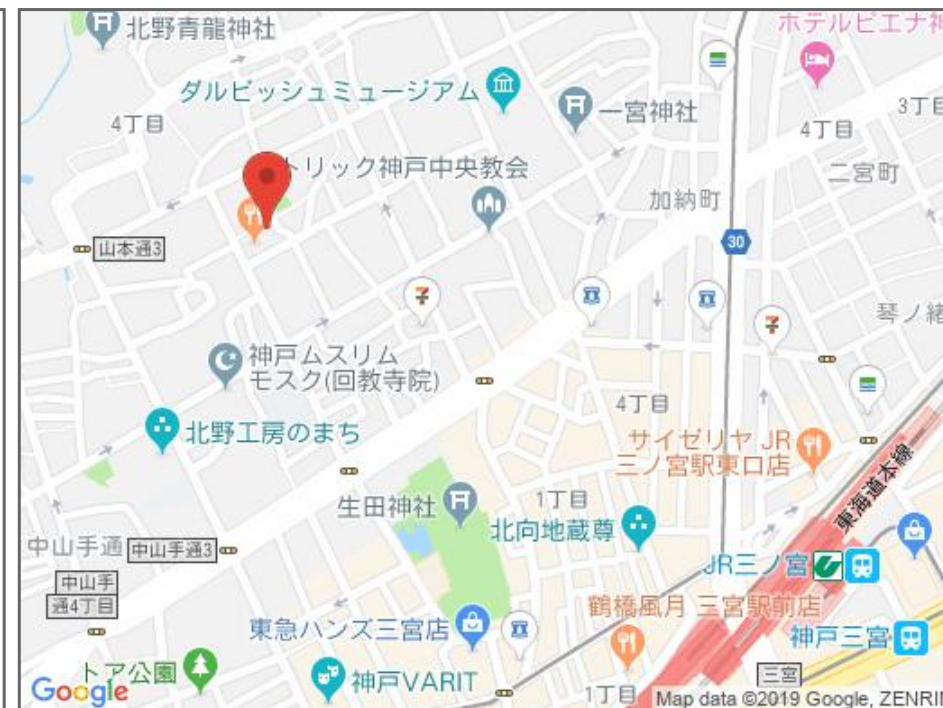 北野青龍神社
ホテルピエナ神
ダルビッシュミュージアム
一宮神社
3丁目
4丁目
4丁目
トリック神戸中央教会
二宮町
加納町
30
山本通3
7
7
琴ノ緒
神戸ムスリム
モスク(回教寺院)
4丁目
北野工房のまち
サイゼリヤ JR
三ノ宮駅東口店
東海道本線
生田神社
1丁目
北向地蔵尊
中山手通
中山手通3
JR三ノ宮
中山手
通4丁目
鶴橋風月 三宮駅前店
東急ハンズ三宮店
神戸三宮
トア公園
神戸VARIT
三宮
1丁目
Google
Map data ©2019 Google, ZENRI